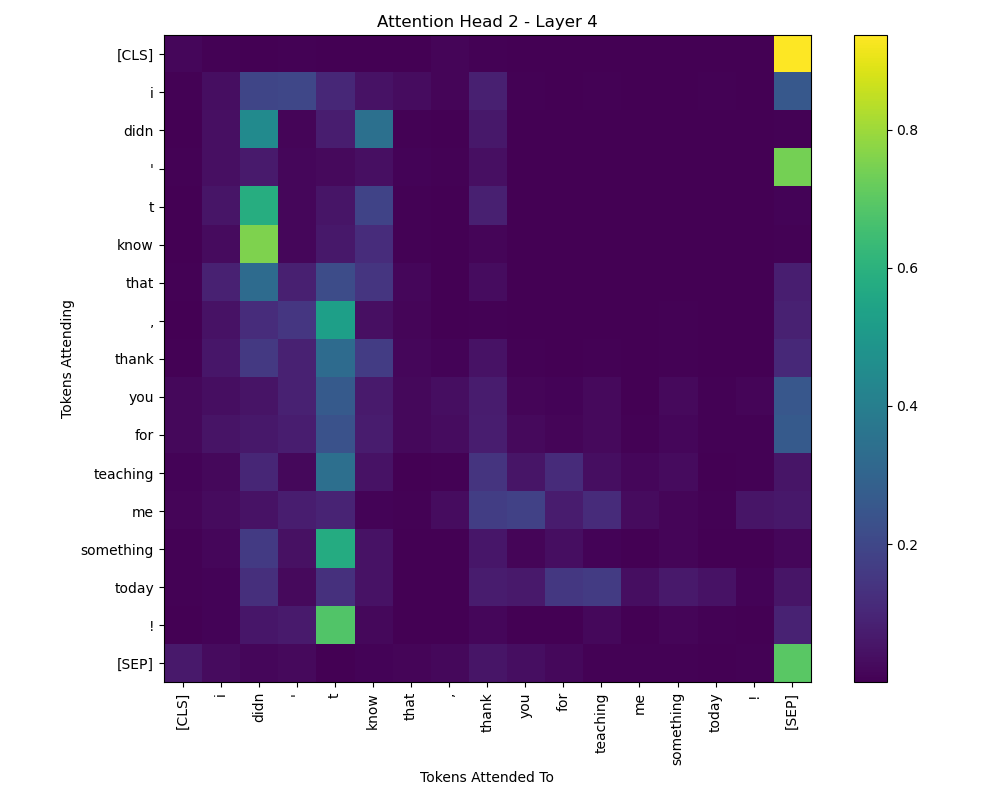 Attention Head 2 - Layer 4
Tokens Attending
[CLS]
i
didn
'
t
know
that
,
thank
you
for
teaching
me
something
today
!
[SEP]
[CLS]
i
didn
'
t
know
that
,
thank
you
for
teaching
me
something
today
!
[SEP]
Tokens Attended To
0.8
0.6
0.4
0.2